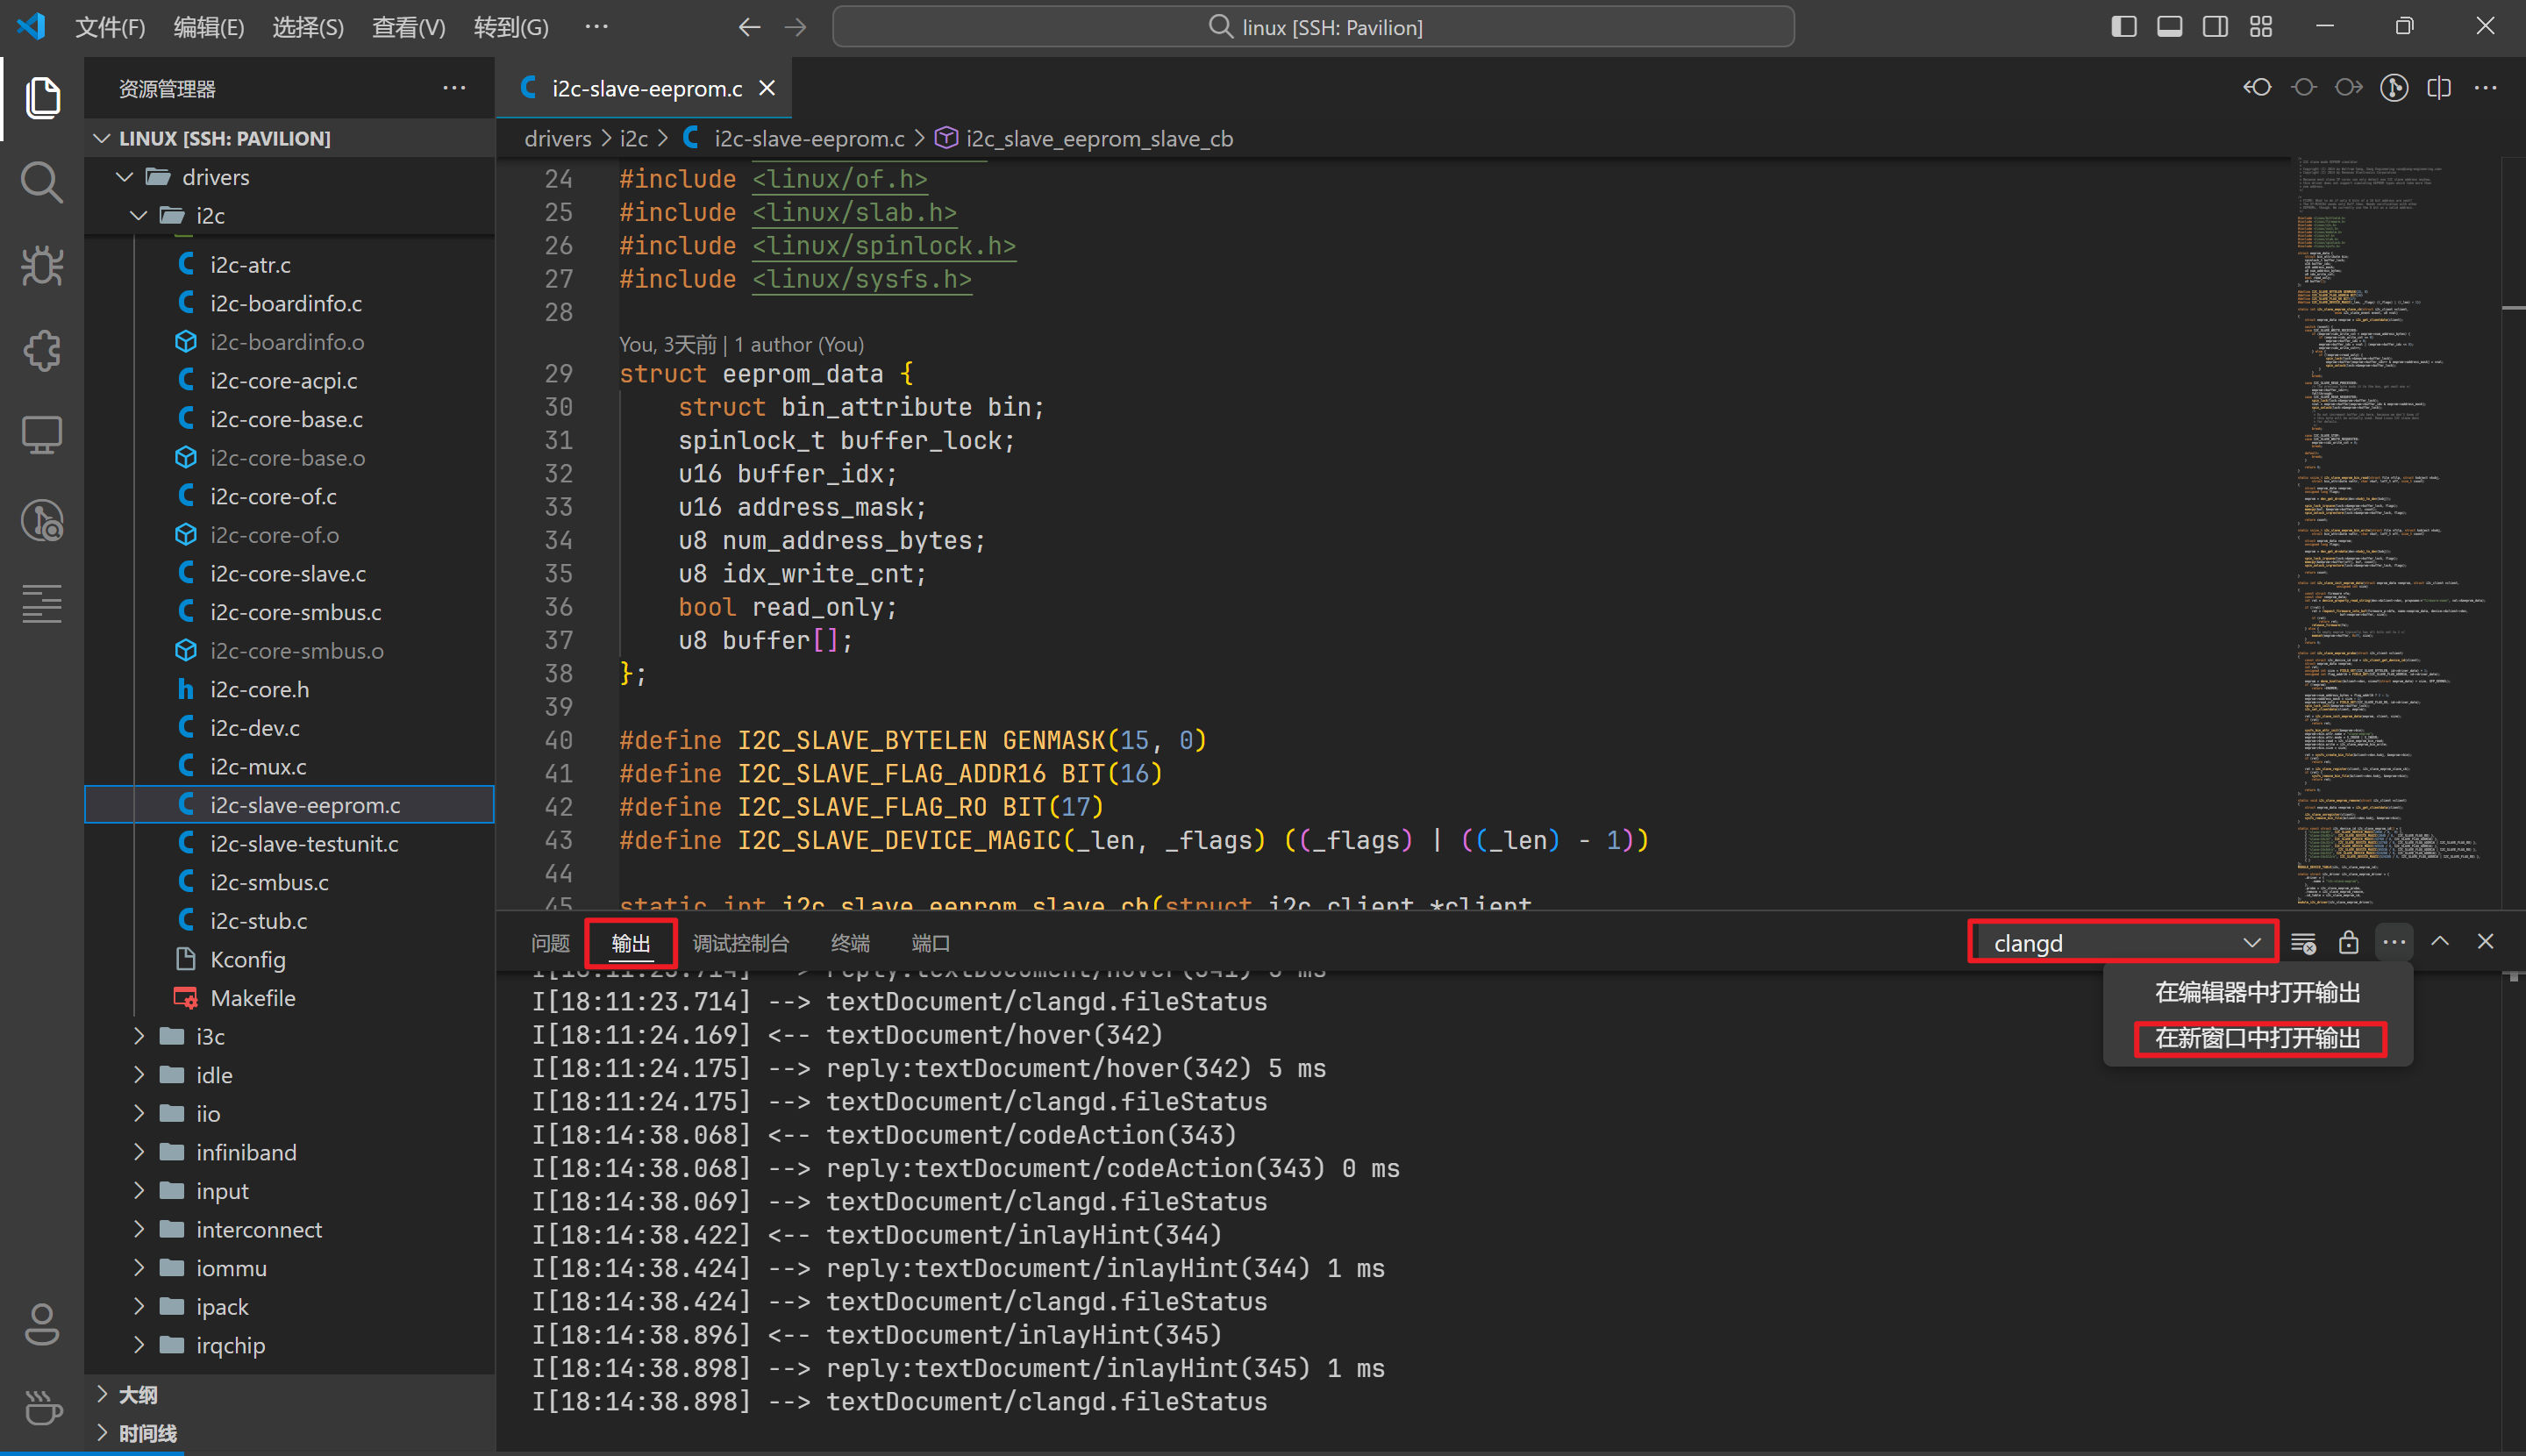 文件(F) 编辑(E) 选择(S) 查看(V) 转到(G) ··· linux [SSH: Pavilion]
资源管理器
LINUX [SSH: PAVILION]
drivers
i2c
i2c-atr.c
i2c-boardinfo.c
i2c-boardinfo.o
i2c-core-acpi.c
i2c-core-base.c
i2c-core-base.o
i2c-core-of.c
i2c-core-of.o
i2c-core-slave.c
i2c-core-smbus.c
i2c-core-smbus.o
i2c-core.h
i2c-dev.c
i2c-mux.c
i2c-slave-eeprom.c
i2c-slave-testunit.c
i2c-smbus.c
i2c-stub.c
Kconfig
Makefile
i3c
idle
iio
infiniband
input
interconnect
iommu
ipack
irqchip
大纲
时间线
i2c-slave-eeprom.c
drivers > i2c > i2c-slave-eeprom.c > i2c_slave_eeprom_slave_cb
24 #include <linux/of.h>
25 #include <linux/slab.h>
26 #include <linux/spinlock.h>
27 #include <linux/sysfs.h>
28
You, 3天前 | 1 author (You)
29 struct eeprom_data {
30 struct bin_attribute bin;
31 spinlock_t buffer_lock;
32 u16 buffer_idx;
33 u16 address_mask;
34 u8 num_address_bytes;
35 u8 idx_write_cnt;
36 bool read_only;
37 u8 buffer[];
38 };
39
40 #define I2C_SLAVE_BYTELEN GENMASK(15, 0)
41 #define I2C_SLAVE_FLAG_ADDR16 BIT(16)
42 #define I2C_SLAVE_FLAG_RO BIT(17)
43 #define I2C_SLAVE_DEVICE_MAGIC(_len, _flags) ((_flags) | ((_len) - 1))
44
45 static int i2c_slave_eeprom_slave_cb(struct i2c_client *client
问题 输出 调试控制台 终端 端口 clangd
在编辑器中打开输出
在新窗口中打开输出
I[18:11:23.714] --> reply:textDocument/hover(341) 6 ms
I[18:11:23.714] --> textDocument/clangd.fileStatus
I[18:11:24.169] <-- textDocument/hover(342)
I[18:11:24.175] --> reply:textDocument/hover(342) 5 ms
I[18:11:24.175] --> textDocument/clangd.fileStatus
I[18:14:38.068] <-- textDocument/codeAction(343)
I[18:14:38.068] --> reply:textDocument/codeAction(343) 0 ms
I[18:14:38.069] --> textDocument/clangd.fileStatus
I[18:14:38.422] <-- textDocument/inlayHint(344)
I[18:14:38.424] --> reply:textDocument/inlayHint(344) 1 ms
I[18:14:38.424] --> textDocument/clangd.fileStatus
I[18:14:38.896] <-- textDocument/inlayHint(345)
I[18:14:38.898] --> reply:textDocument/inlayHint(345) 1 ms
I[18:14:38.898] --> textDocument/clangd.fileStatus